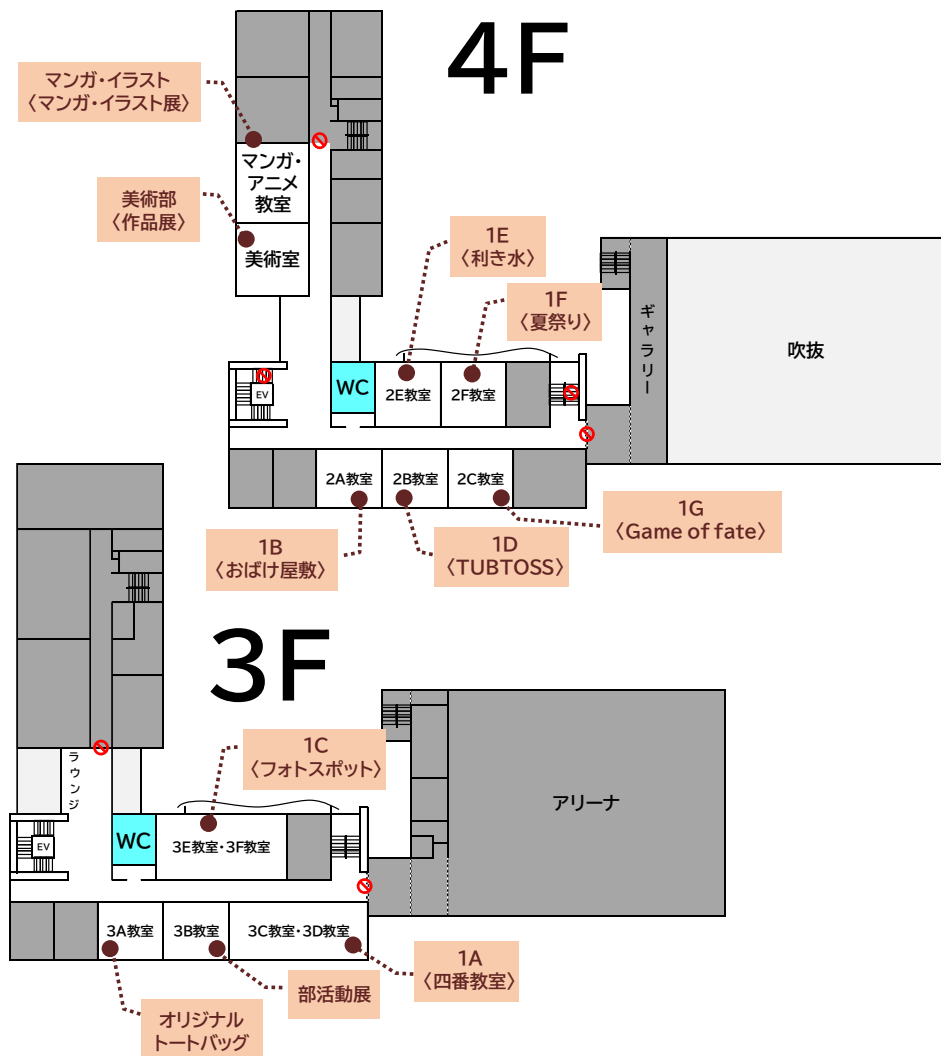 4F
マンガ・イラスト
〈マンガ・イラスト展〉
マンガ・
アニメ
教室
美術部
〈作品展〉
美術室
1E
〈利き水〉
1F
〈夏祭り〉
ギャラリー
吹抜
EV
WC
2E教室
2F教室
2A教室
2B教室
2C教室
1B
〈おばけ屋敷〉
1D
〈TUBTOSS〉
1G
〈Game of fate〉
3F
ラウンジ
1C
〈フォトスポット〉
アリーナ
EV
WC
3E教室・3F教室
3A教室
3B教室
3C教室・3D教室
1A
〈四番教室〉
部活動展
オリジナル
トートバッグ